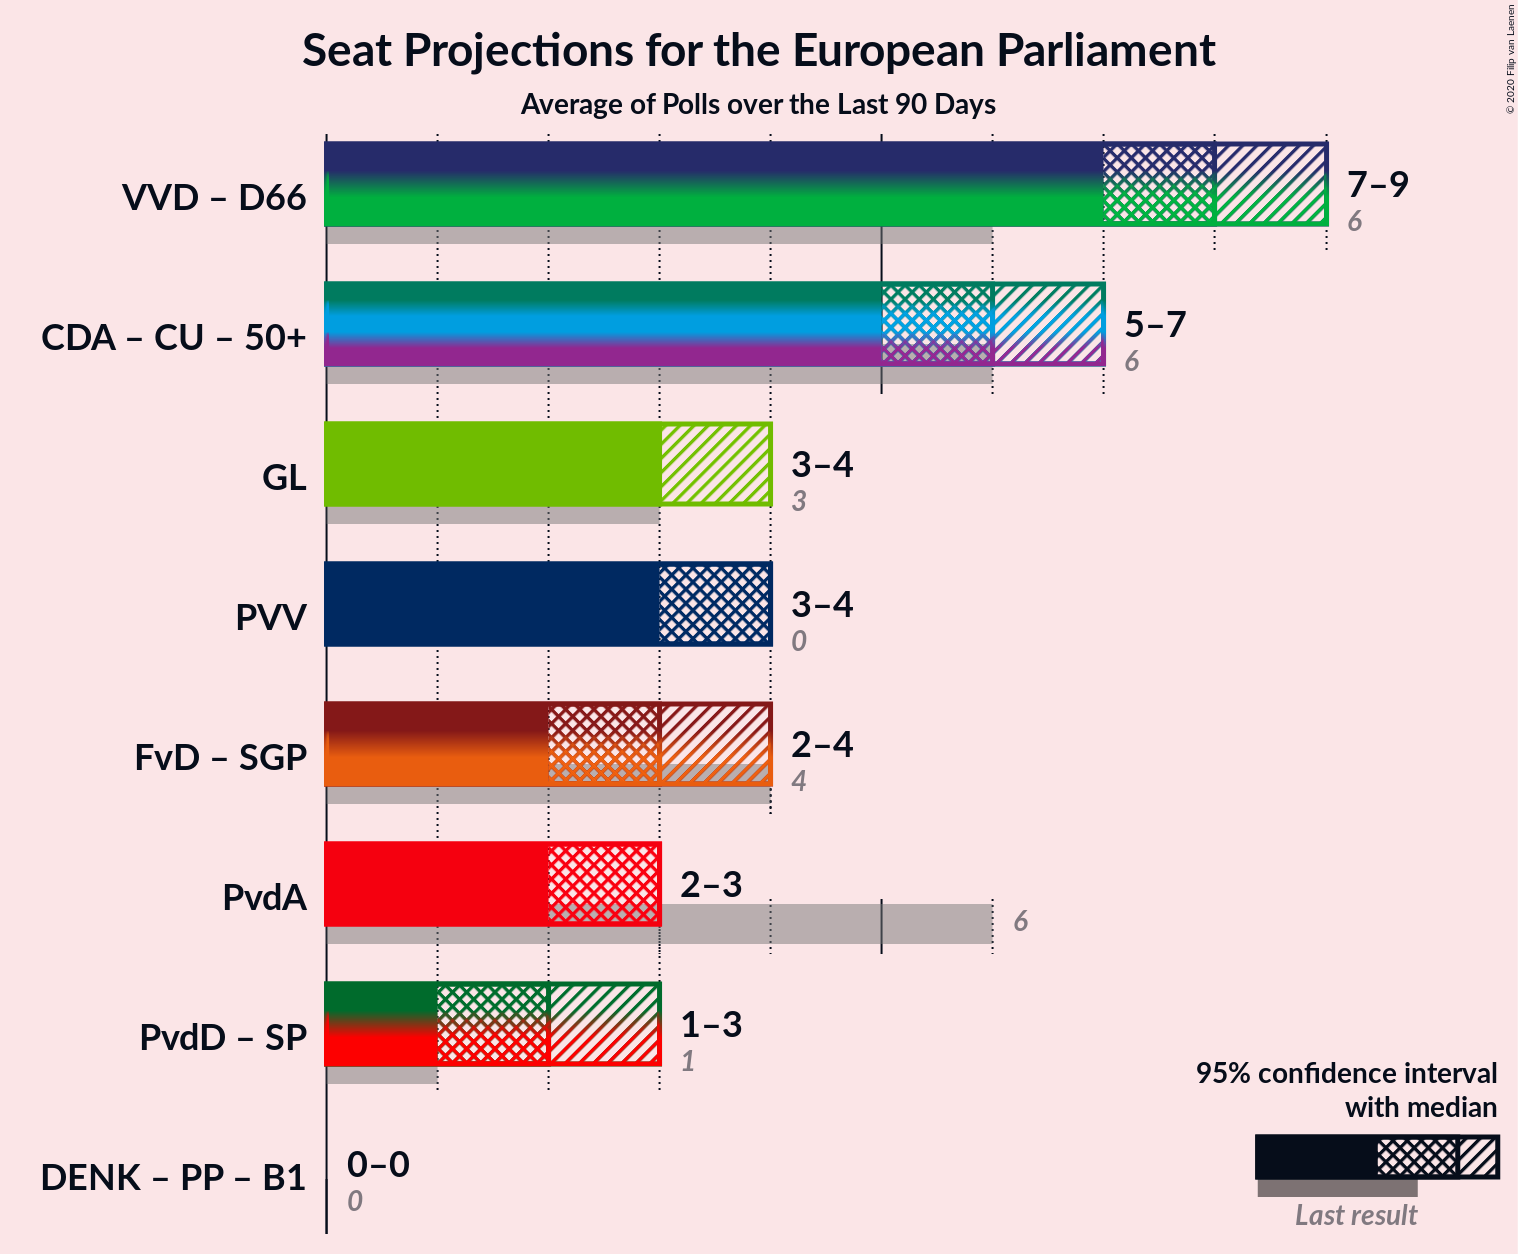 Seat Projections for the European Parliament
Average of Polls over the Last 90 Days
© 2020 Filip van Laenen
VVD – D66
7–9
6
CDA – CU – 50+
5–7
6
GL
3–4
3
PVV
3–4
0
FvD – SGP
2–4
4
PvdA
2–3
6
PvdD – SP
1–3
1
DENK – PP – B1
0–0
0
95% confidence interval
with median
Last result